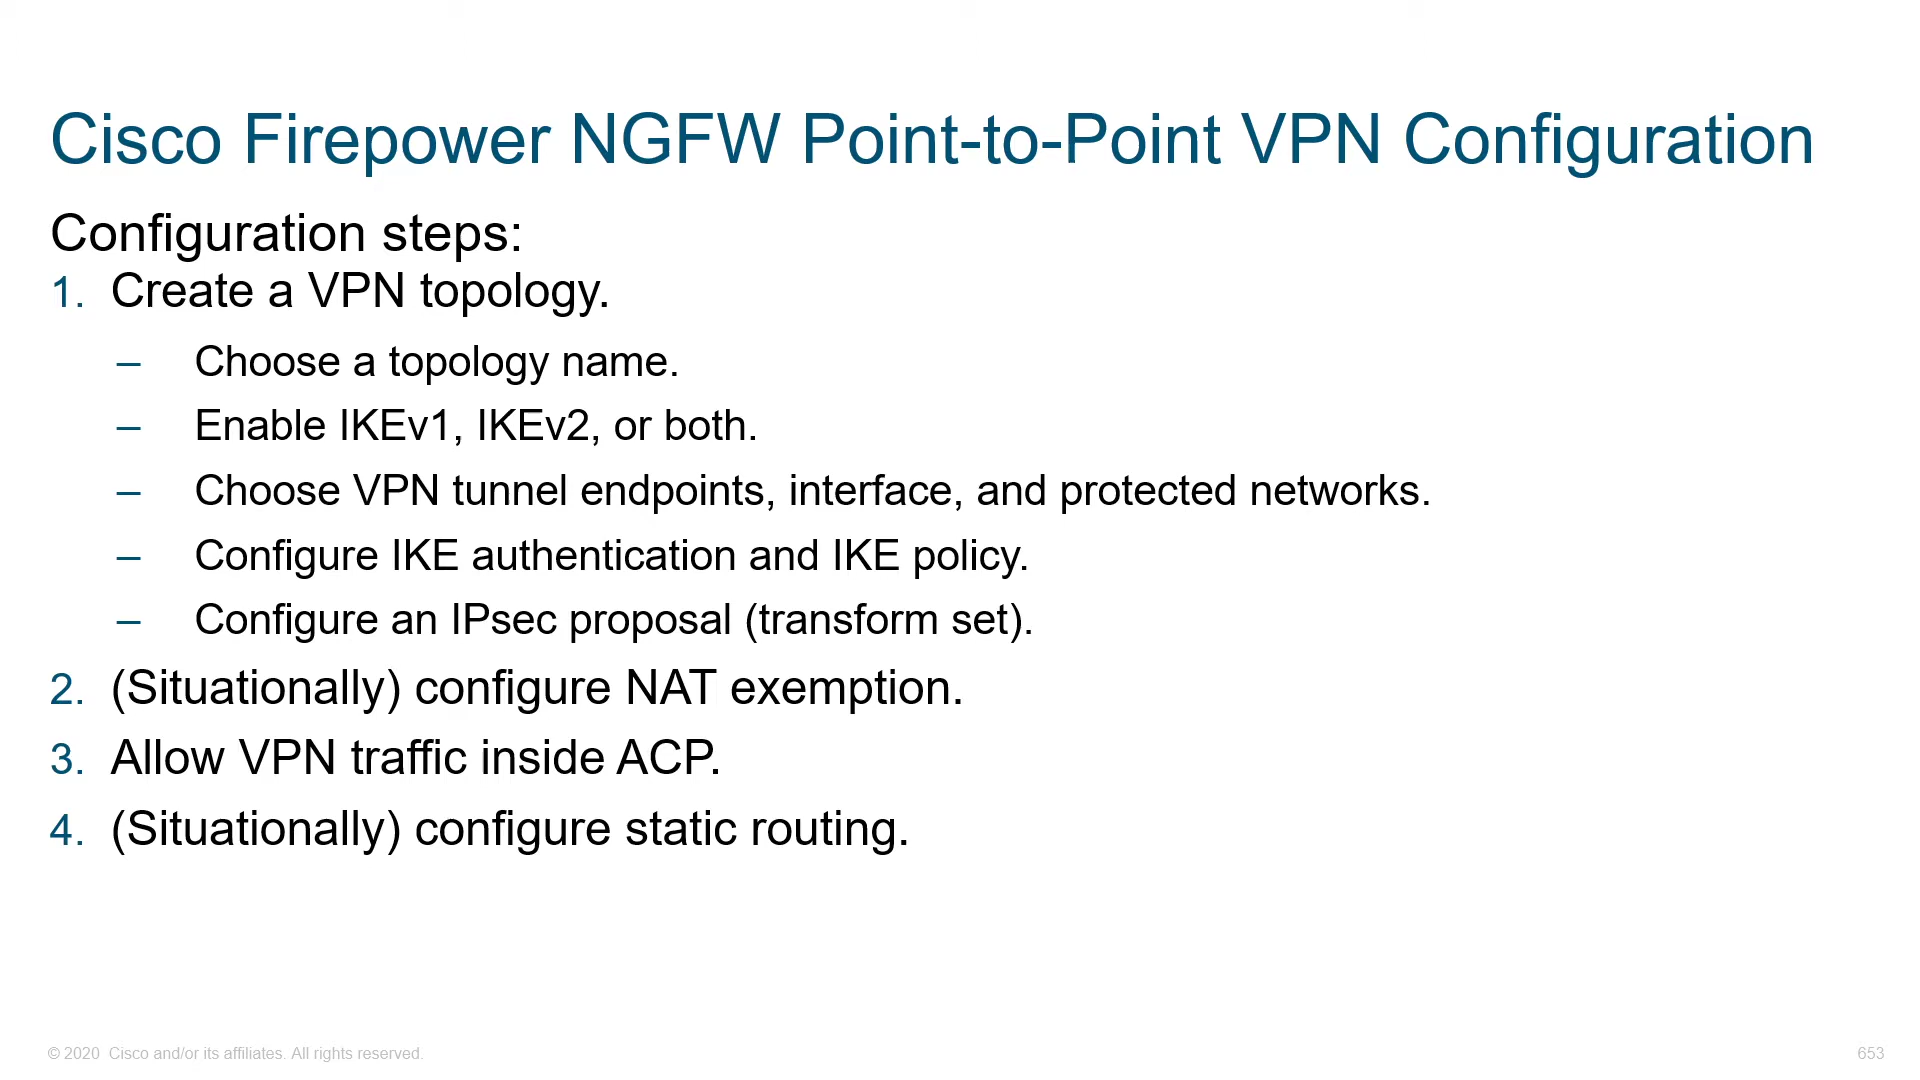 Cisco Firepower NGFW Point-to-Point VPN Configuration
Configuration steps:
1. Create a VPN topology.
– Choose a topology name.
– Enable IKEv1, IKEv2, or both.
– Choose VPN tunnel endpoints, interface, and protected networks.
– Configure IKE authentication and IKE policy.
– Configure an IPsec proposal (transform set).
2. (Situationally) configure NAT exemption.
3. Allow VPN traffic inside ACP.
4. (Situationally) configure static routing.
© 2020 Cisco and/or its affiliates. All rights reserved.
653